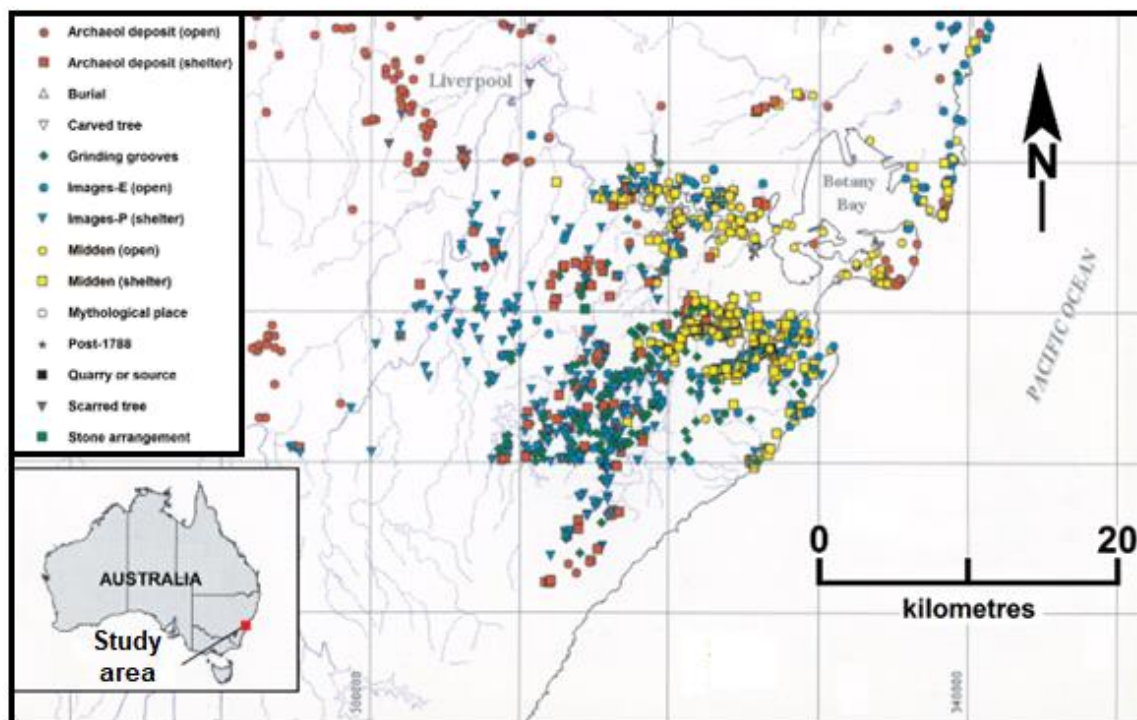 Archaeol deposit (open)
Archaeol deposit (shelter)
Burial
Carved tree
Grinding grooves
Images-E (open)
Images-P (shelter)
Midden (open)
Midden (shelter)
Mythological place
Post-1788
Quarry or source
Scarred tree
Stone arrangement
Liverpool
Botany
Bay
N
PACIFIC OCEAN
0 20
kilometres
AUSTRALIA
Study
area
300000
340000